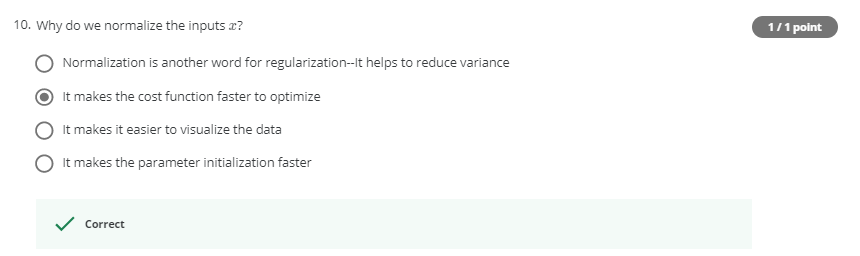 10. Why do we normalize the inputs x?
1 / 1 point
Normalization is another word for regularization--It helps to reduce variance
It makes the cost function faster to optimize
It makes it easier to visualize the data
It makes the parameter initialization faster
Correct